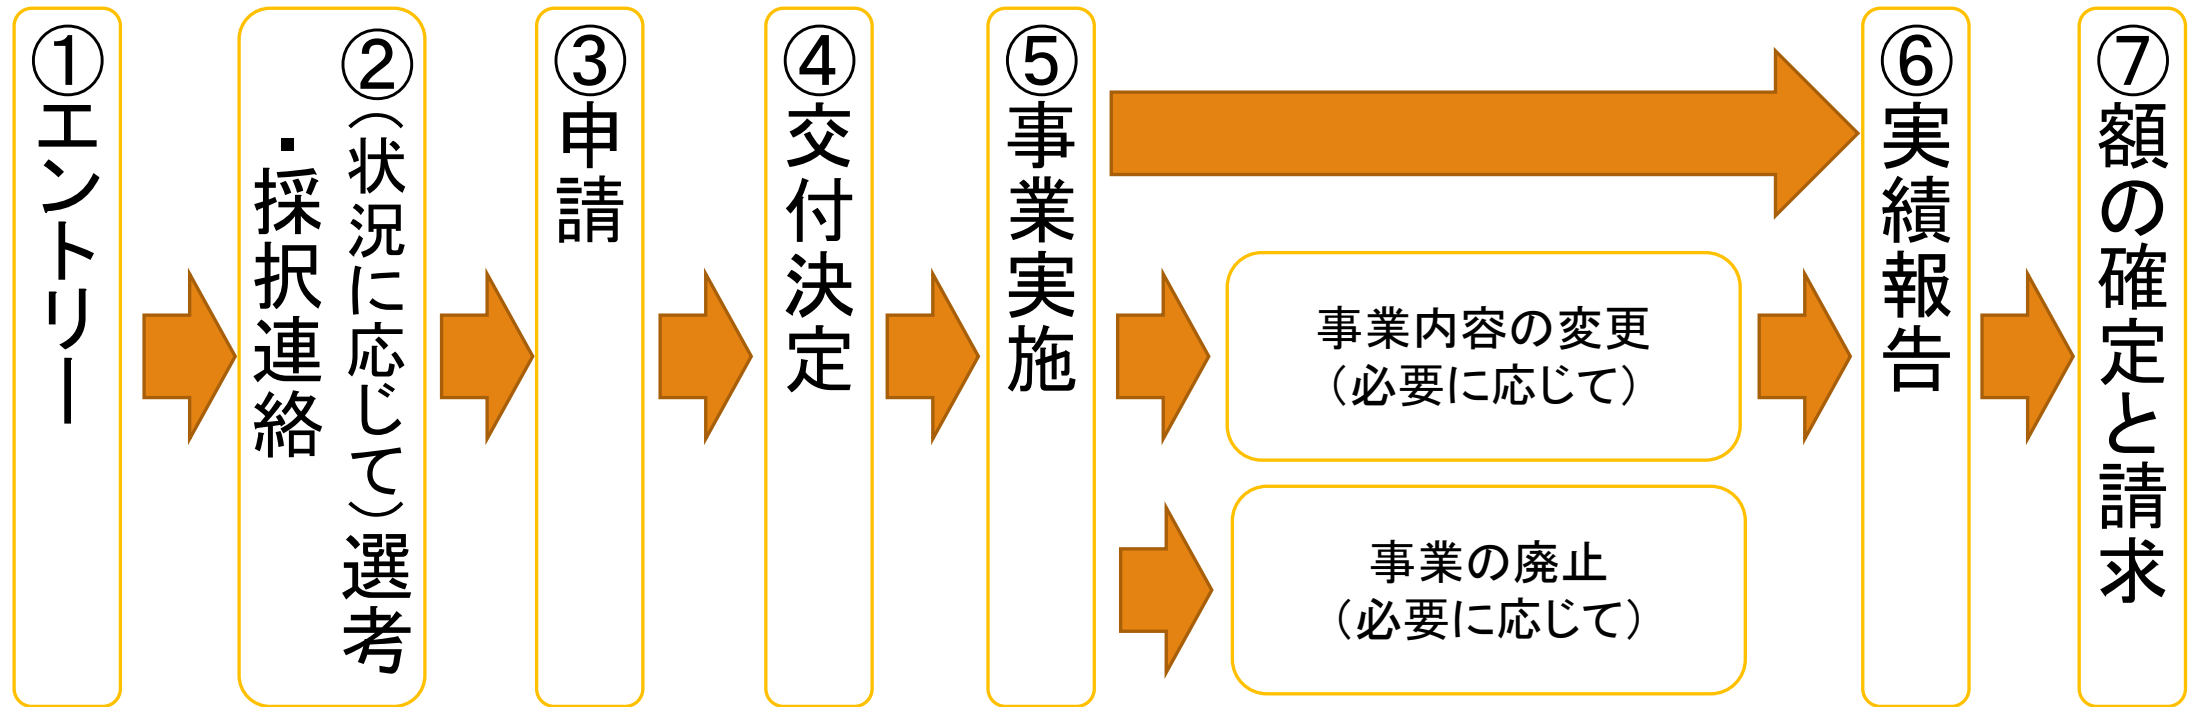 ①エントリー
②（状況に応じて）選考
・採択連絡
③申請
④交付決定
⑤事業実施
事業内容の変更
（必要に応じて）
事業の廃止
（必要に応じて）
⑥実績報告
⑦額の確定と請求